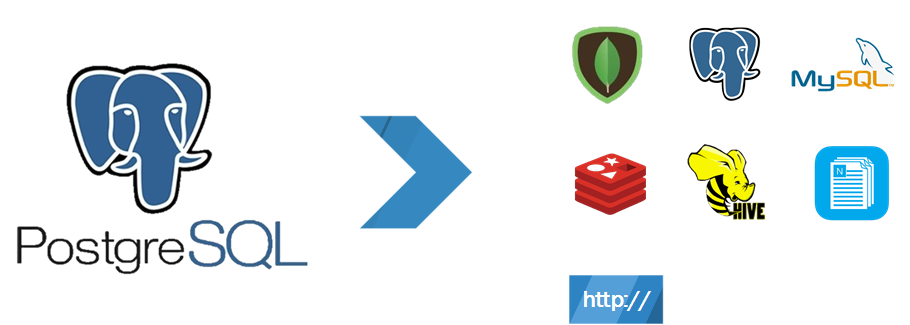 PostgreSQL
MySQL
HIVE
N
http://